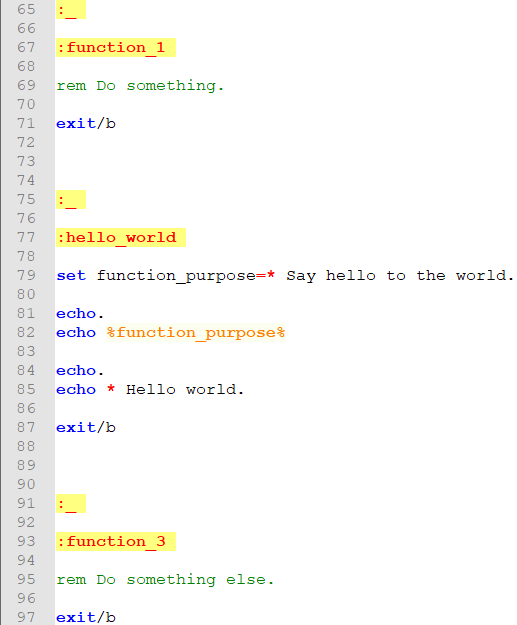 65 :_
66
67 :function_1
68
69 rem Do something.
70
71 exit/b
72
73
74
75 :_
76
77 :hello_world
78
79 set function_purpose=* Say hello to the world.
80
81 echo.
82 echo %function_purpose%
83
84 echo.
85 echo * Hello world.
86
87 exit/b
88
89
90
91 :_
92
93 :function_3
94
95 rem Do something else.
96
97 exit/b